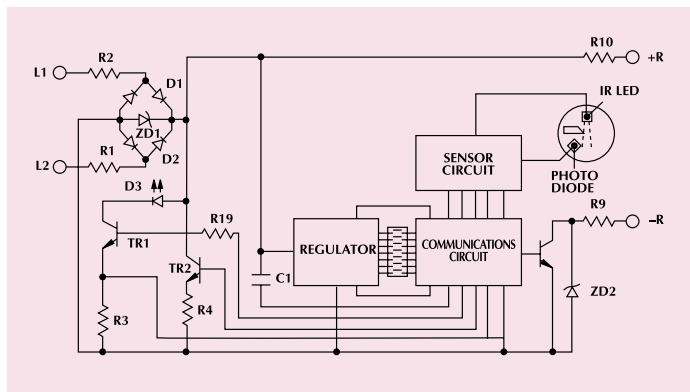 R10
+R
R2
L1
D1
IR LED
ZD1
D2
R1
L2
SENSOR
CIRCUIT
PHOTO
DIODE
D3
R9
R19
−R
TR1
REGULATOR
COMMUNICATIONS
CIRCUIT
TR2
C1
ZD2
R3
R4